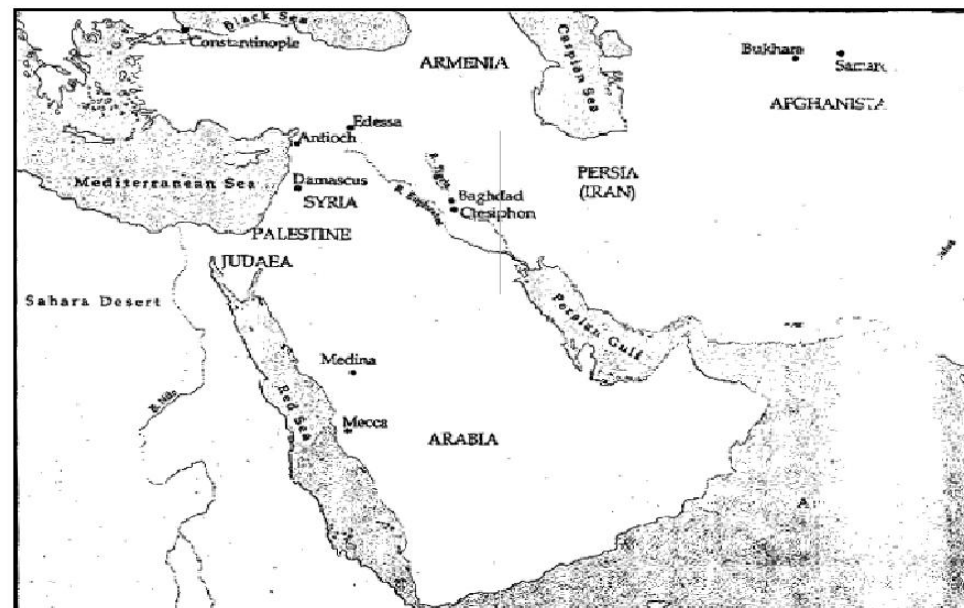 Black Sea
Constantinople
ARMENIA
Caspian Sea
Bukhara
Samar
AFGHANISTA
Edessa
Antioch
Mediterranean Sea
Damascus
SYRIA
R. Tigris
R. Euphrates
Baghdad
Ctesiphon
PERSIA
(IRAN)
PALESTINE
JUDAEA
Sahara Desert
Persian Gulf
R. Nile
Red Sea
Medina
Mecca
ARABIA
A